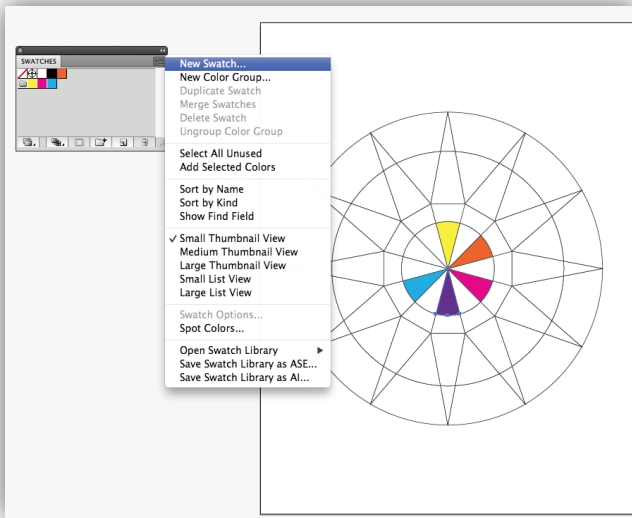 SWATCHES
New Swatch...
New Color Group...
Duplicate Swatch
Merge Swatches
Delete Swatch
Ungroup Color Group
Select All Unused
Add Selected Colors
Sort by Name
Sort by Kind
Show Find Field
Small Thumbnail View
Medium Thumbnail View
Large Thumbnail View
Small List View
Large List View
Swatch Options...
Spot Colors...
Open Swatch Library
Save Swatch Library as ASE...
Save Swatch Library as AI...